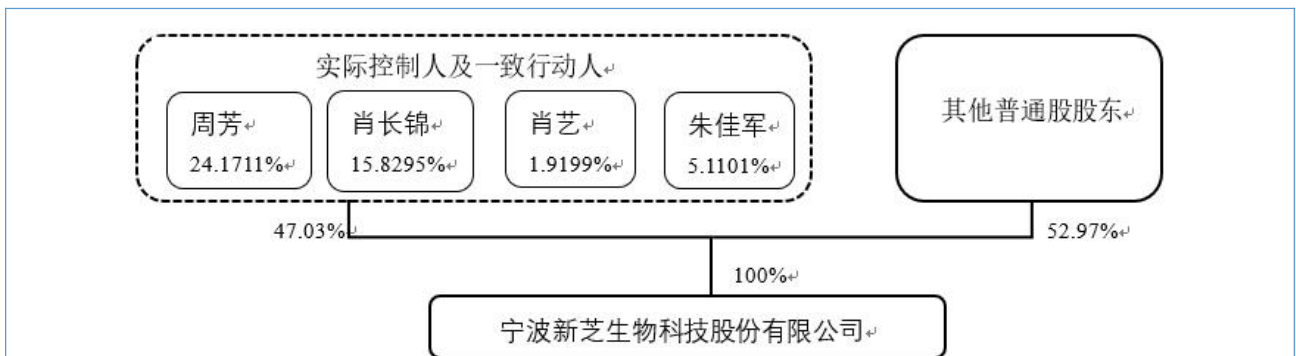 实际控制人及一致行动人↵
周芳↵
24.1711%↵
肖长锦↵
15.8295%↵
肖艺↵
1.9199%↵
朱佳军↵
5.1101%↵
其他普通股股东↵
47.03%↵
52.97%↵
100%↵
宁波新芝生物科技股份有限公司↵